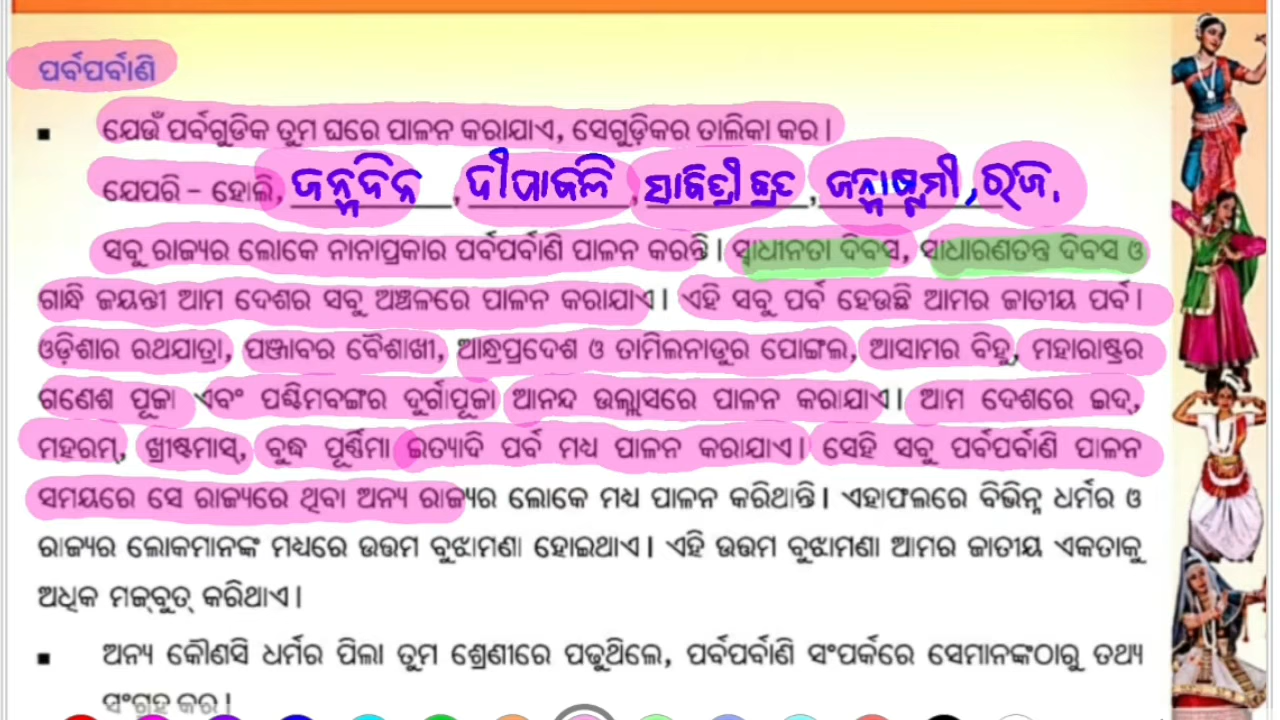 ପର୍ବପର୍ବାଣି
▪ ଯେଉଁ ପର୍ବଗୁଡିକ ତୁମ ଘରେ ପାଳନ କରାଯାଏ, ସେଗୁଡ଼ିକର ତାଲିକା କର ।
ଯେପରି – ହୋଲି, ଜନ୍ମଦିନ, ଦୀପାବଳି, ସାବିତ୍ରୀ ବ୍ରତ, ଜନ୍ମାଷ୍ଟମୀ, ରଜ.
ସବୁ ରାଜ୍ୟର ଲୋକେ ନାନାପ୍ରକାର ପର୍ବପର୍ବାଣି ପାଳନ କରନ୍ତି । ସ୍ୱାଧୀନତା ଦିବସ, ସାଧାରଣତନ୍ତ୍ର ଦିବସ ଓ
ଗାନ୍ଧି ଜୟନ୍ତୀ ଆମ ଦେଶର ସବୁ ଅଞ୍ଚଳରେ ପାଳନ କରାଯାଏ । ଏହି ସବୁ ପର୍ବ ହେଉଛି ଆମର ଜାତୀୟ ପର୍ବ ।
ଓଡ଼ିଶାର ରଥଯାତ୍ରା, ପଞ୍ଜାବର ବୈଶାଖୀ, ଆନ୍ଧ୍ରପ୍ରଦେଶ ଓ ତାମିଲନାଡୁର ପୋଙ୍ଗଲ, ଆସାମର ବିହୁ, ମହାରାଷ୍ଟ୍ରର
ଗଣେଶ ପୂଜା ଏବଂ ପଶ୍ଚିମବଙ୍ଗର ଦୁର୍ଗାପୂଜା ଆନନ୍ଦ ଉଲ୍ଲାସରେ ପାଳନ କରାଯାଏ । ଆମ ଦେଶରେ ଇଦ୍,
ମହରମ୍, ଖ୍ରୀଷ୍ଟମାସ୍, ବୁଦ୍ଧ ପୂର୍ଣ୍ଣିମା ଇତ୍ୟାଦି ପର୍ବ ମଧ୍ୟ ପାଳନ କରାଯାଏ । ସେହି ସବୁ ପର୍ବପର୍ବାଣି ପାଳନ
ସମୟରେ ସେ ରାଜ୍ୟରେ ଥିବା ଅନ୍ୟ ରାଜ୍ୟର ଲୋକେ ମଧ୍ୟ ପାଳନ କରିଥାନ୍ତି । ଏହାଫଳରେ ବିଭିନ୍ନ ଧର୍ମର ଓ
ରାଜ୍ୟର ଲୋକମାନଙ୍କ ମଧ୍ୟରେ ଉତ୍ତମ ବୁଝାମଣା ହୋଇଥାଏ । ଏହି ଉତ୍ତମ ବୁଝାମଣା ଆମର ଜାତୀୟ ଏକତାକୁ
ଅଧିକ ମଜ୍‌ବୁତ୍ କରିଥାଏ ।
▪ ଅନ୍ୟ କୌଣସି ଧର୍ମର ପିଲା ତୁମ ଶ୍ରେଣୀରେ ପଢୁଥିଲେ, ପର୍ବପର୍ବାଣି ସଂପର୍କରେ ସେମାନଙ୍କଠାରୁ ତଥ୍ୟ
ସଂଗ୍ରହ କର ।